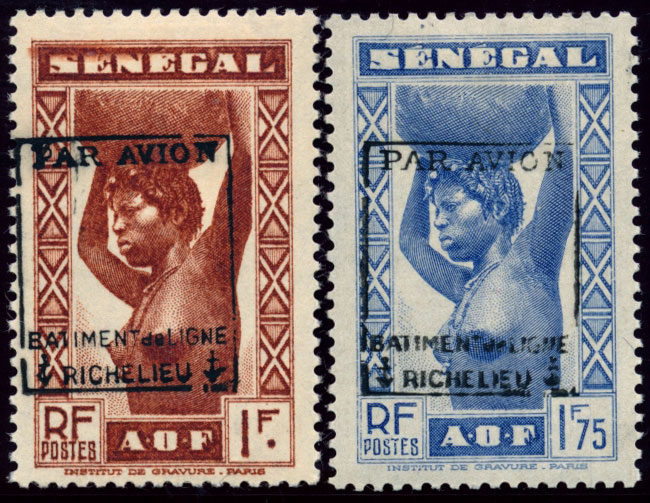 SÉNÉGAL
PAR AVION
BATIMENT de LIGNE
RICHELIEU
RF
POSTES
A·O·F
1F.
INSTITUT DE GRAVURE - PARIS
SÉNÉGAL
PAR AVION
BATIMENT de LIGNE
RICHELIEU
RF
POSTES
A·O·F
1F75
INSTITUT DE GRAVURE - PARIS